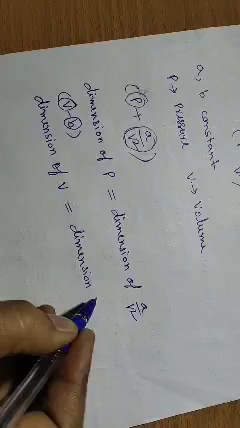 a, b constant
P → Pressure V → Volume
(P + a/V²)
dimension of P = dimension of a/V²
(V - b)
dimension of V = dimension